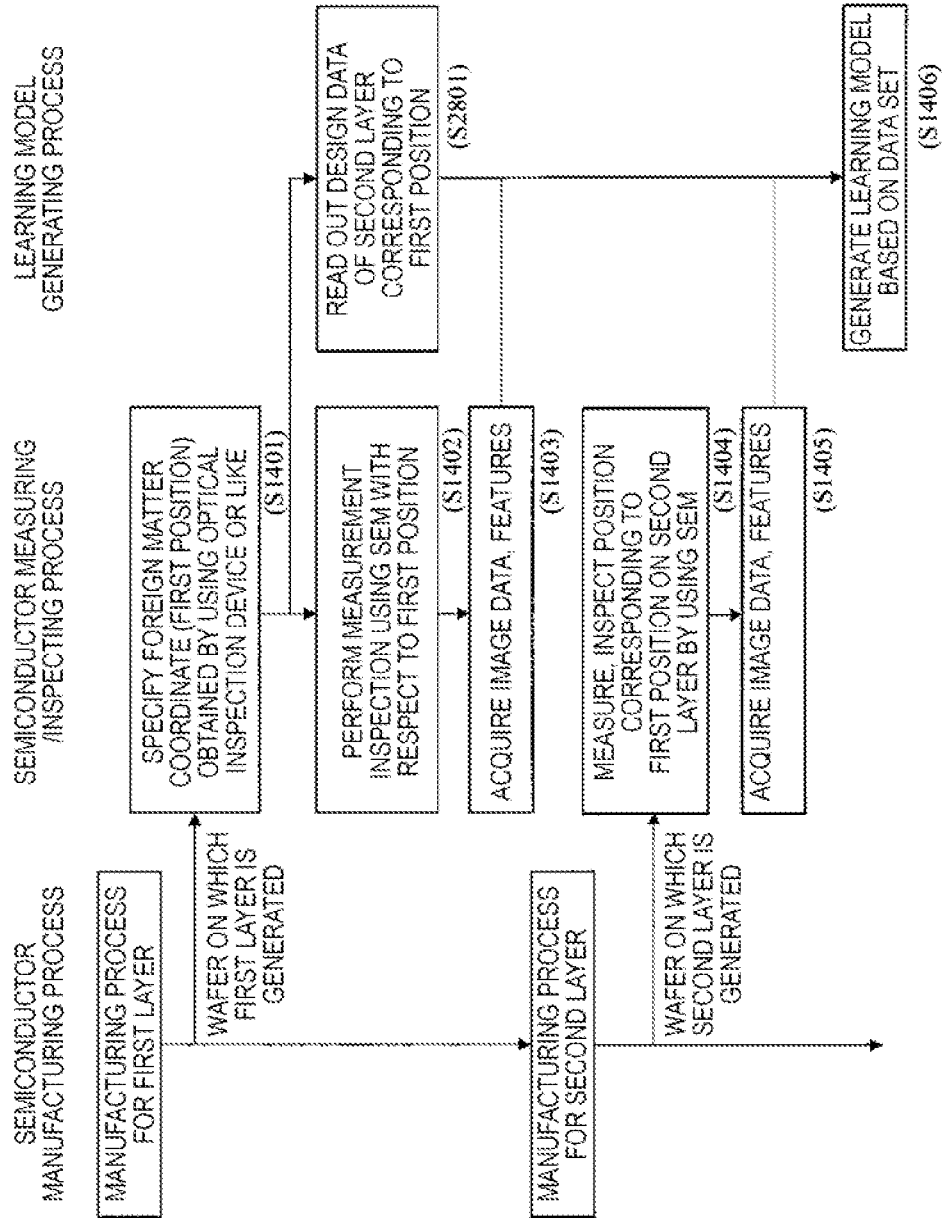 SEMICONDUCTOR
MANUFACTURING PROCESS
SEMICONDUCTOR MEASURING
/INSPECTING PROCESS
LEARNING MODEL
GENERATING PROCESS
MANUFACTURING PROCESS
FOR FIRST LAYER
WAFER ON WHICH
FIRST LAYER IS
GENERATED
SPECIFY FOREIGN MATTER
COORDINATE (FIRST POSITION)
OBTAINED BY USING OPTICAL
INSPECTION DEVICE OR LIKE
(S1401)
READ OUT DESIGN DATA
OF SECOND LAYER
CORRESPONDING TO
FIRST POSITION
(S2801)
PERFORM MEASUREMENT
INSPECTION USING SEM WITH
RESPECT TO FIRST POSITION
(S1402)
ACQUIRE IMAGE DATA, FEATURES
(S1403)
MANUFACTURING PROCESS
FOR SECOND LAYER
WAFER ON WHICH
SECOND LAYER IS
GENERATED
MEASURE, INSPECT POSITION
CORRESPONDING TO
FIRST POSITION ON SECOND
LAYER BY USING SEM
(S1404)
ACQUIRE IMAGE DATA, FEATURES
(S1405)
GENERATE LEARNING MODEL
BASED ON DATA SET
(S1406)